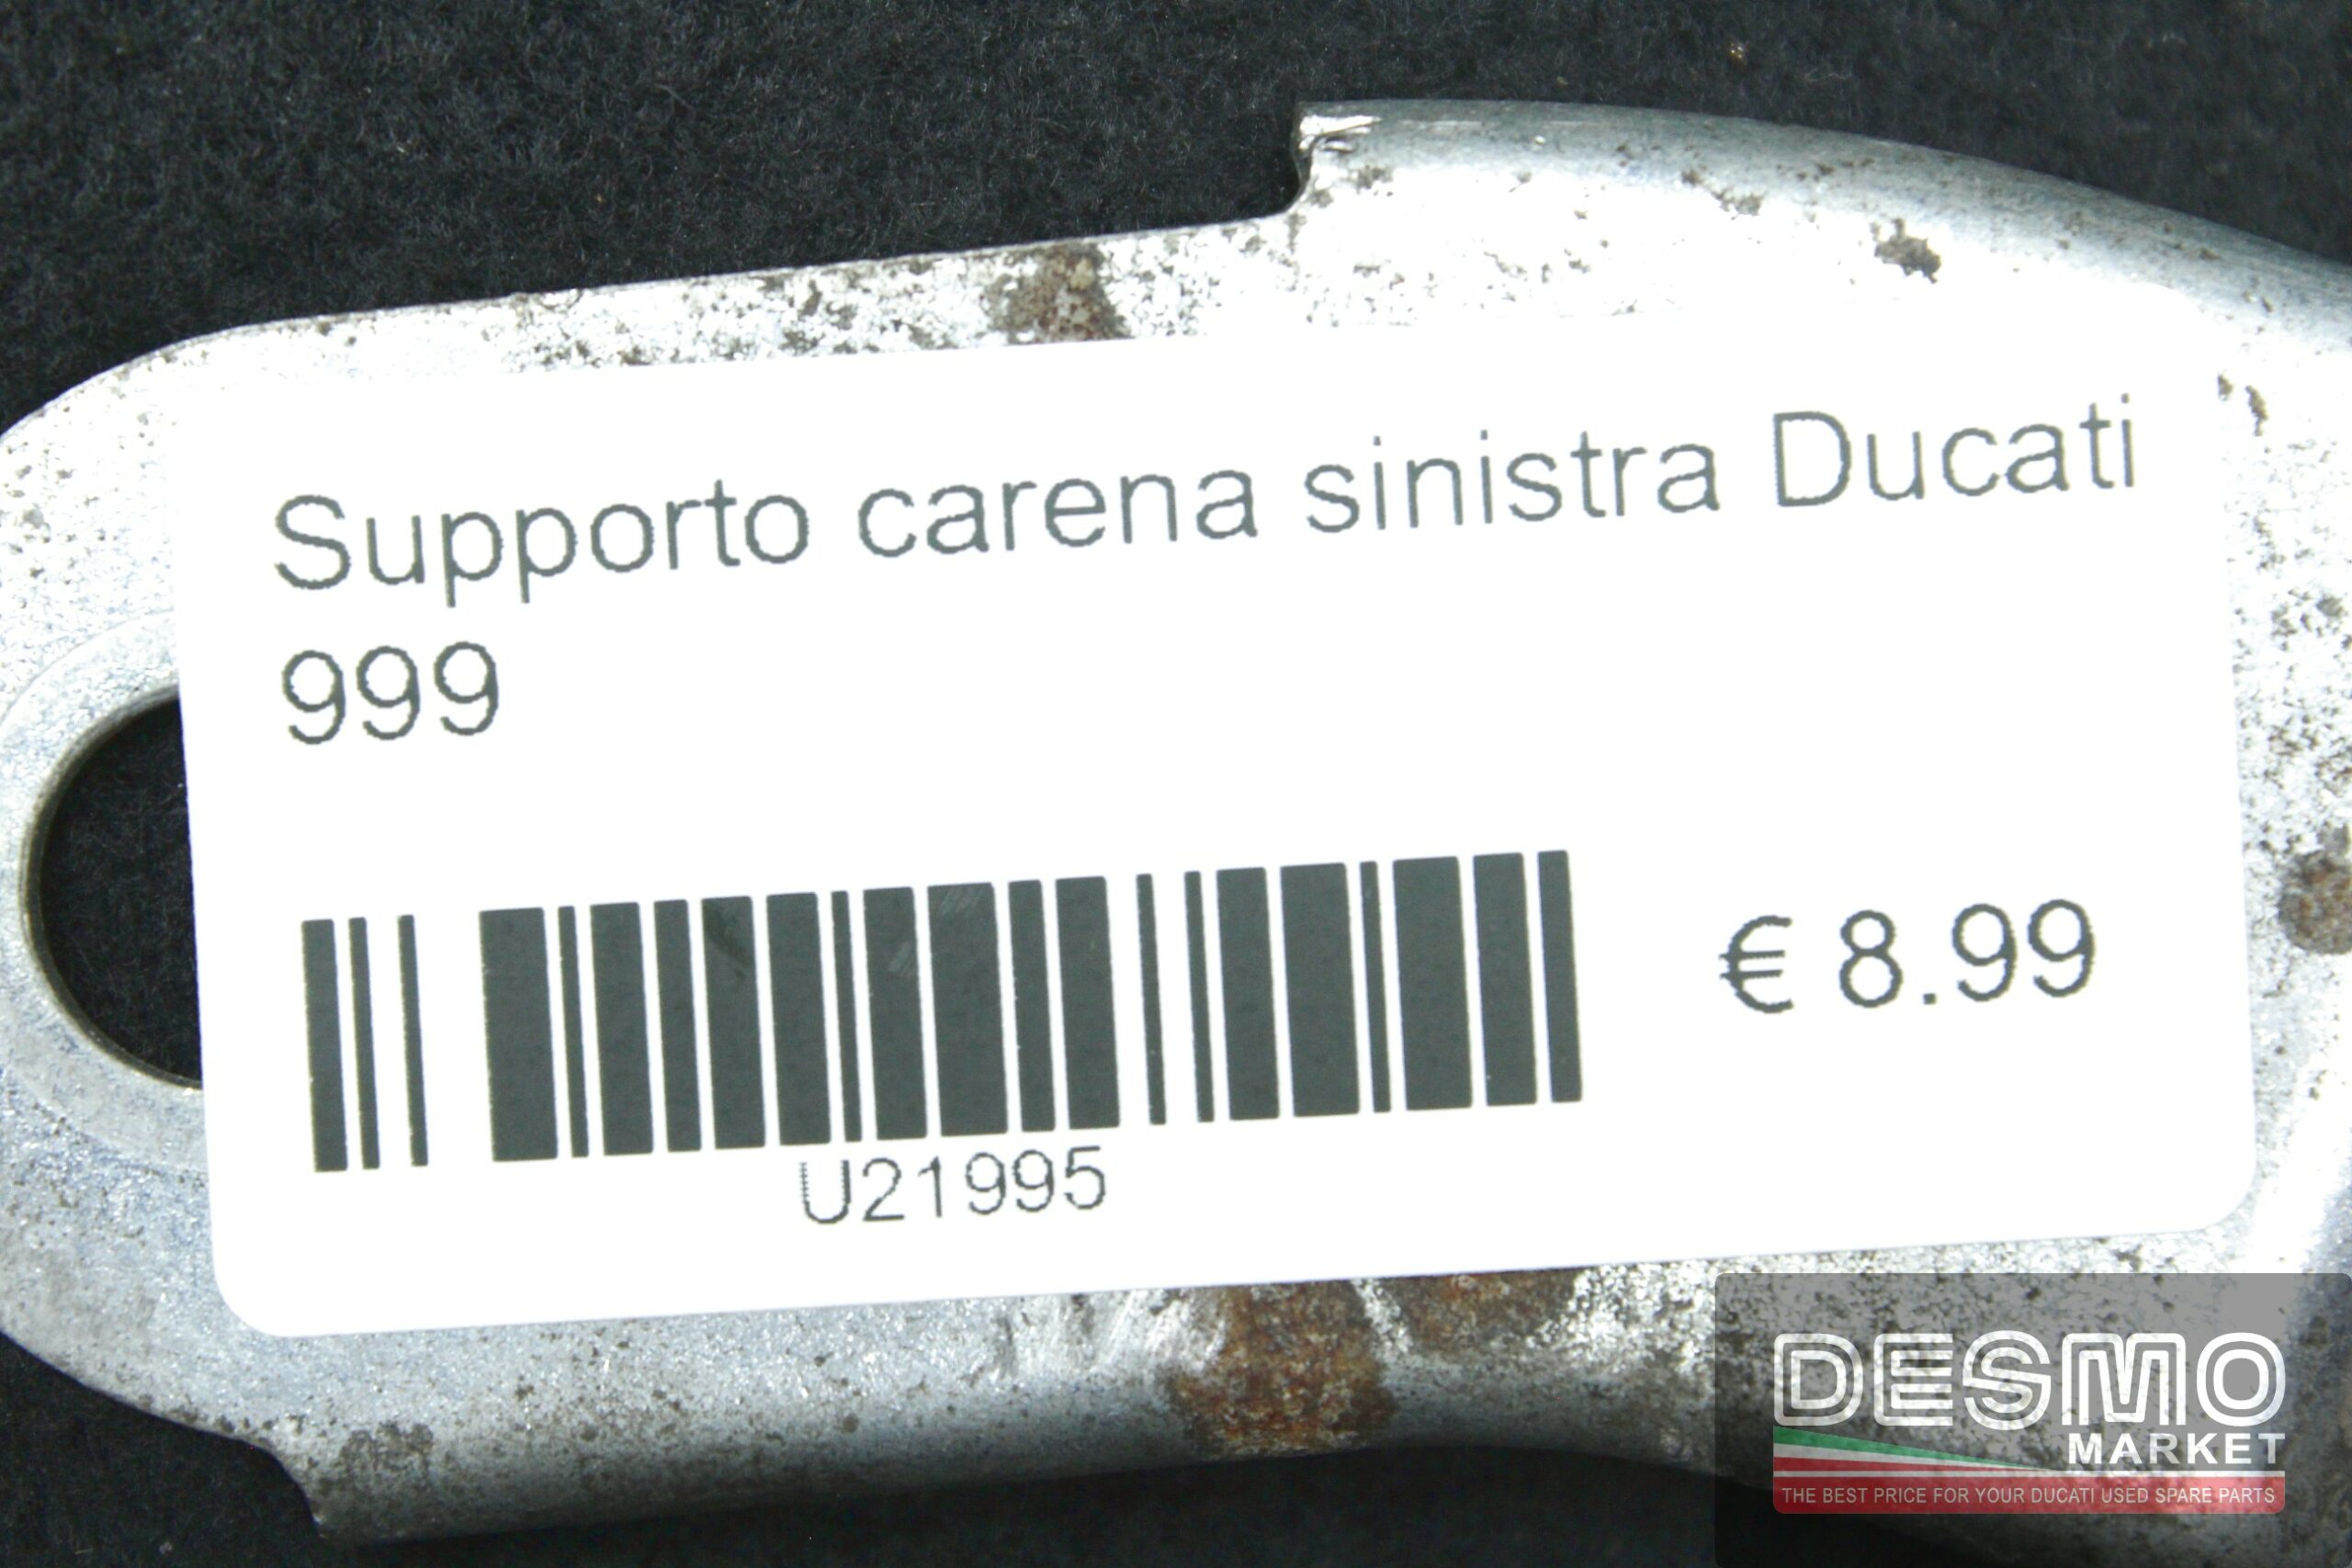 Supporto carena sinistra Ducati
999
€ 8.99
U21995
DESMO
MARKET
THE BEST PRICE FOR YOUR DUCATI USED SPARE PARTS